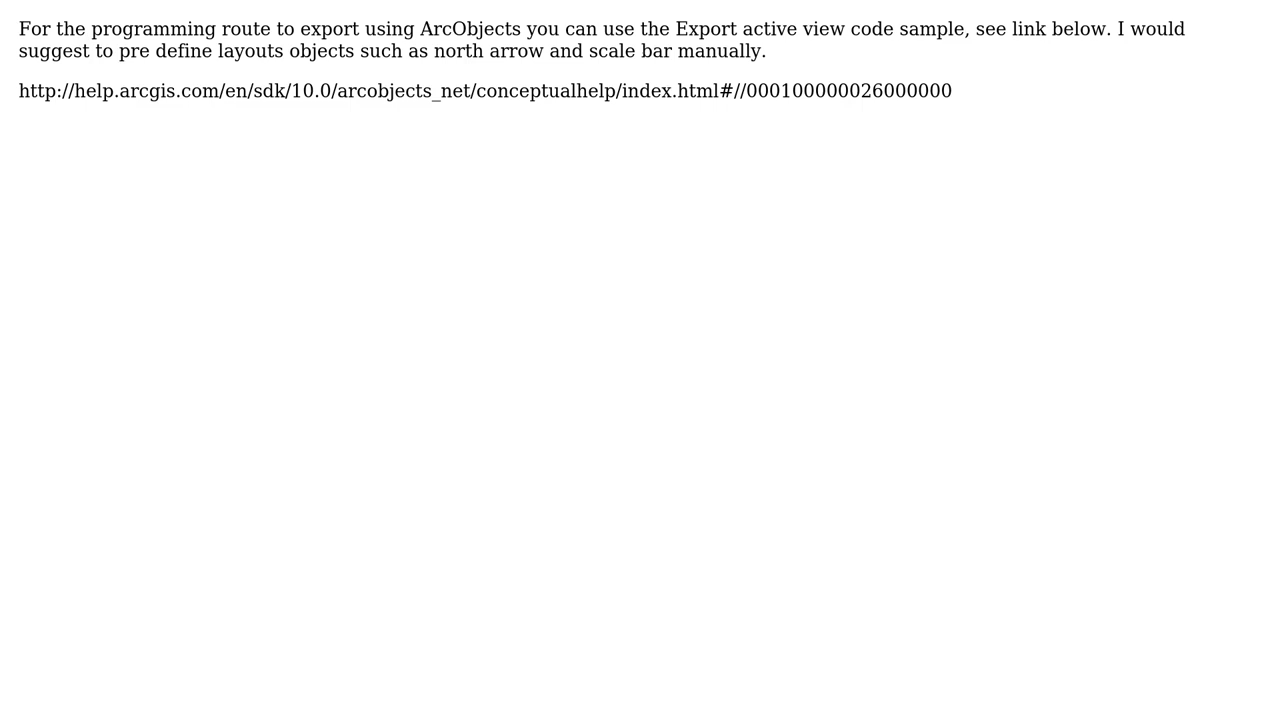 For the programming route to export using ArcObjects you can use the Export active view code sample, see link below. I would
suggest to pre define layouts objects such as north arrow and scale bar manually.
http://help.arcgis.com/en/sdk/10.0/arcobjects_net/conceptualhelp/index.html#//000100000026000000